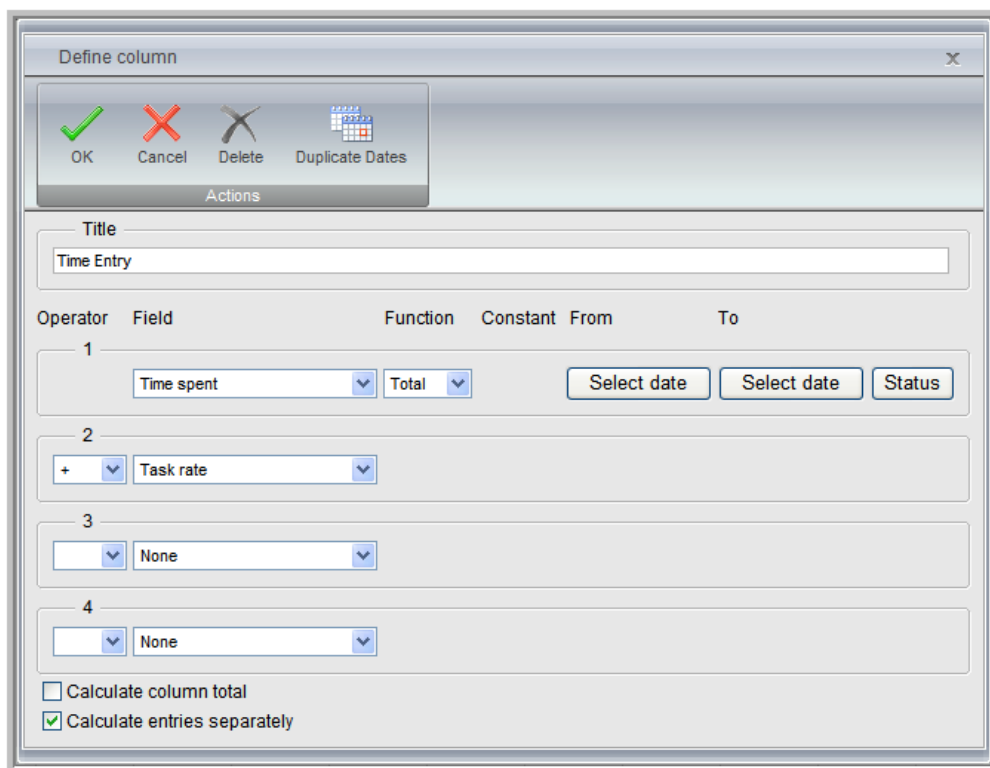 Define column x
OK Cancel Delete Duplicate Dates
Actions
Title
Time Entry
Operator Field Function Constant From To
1
Time spent Total Select date Select date Status
2
+ Task rate
3
None
4
None
Calculate column total
Calculate entries separately